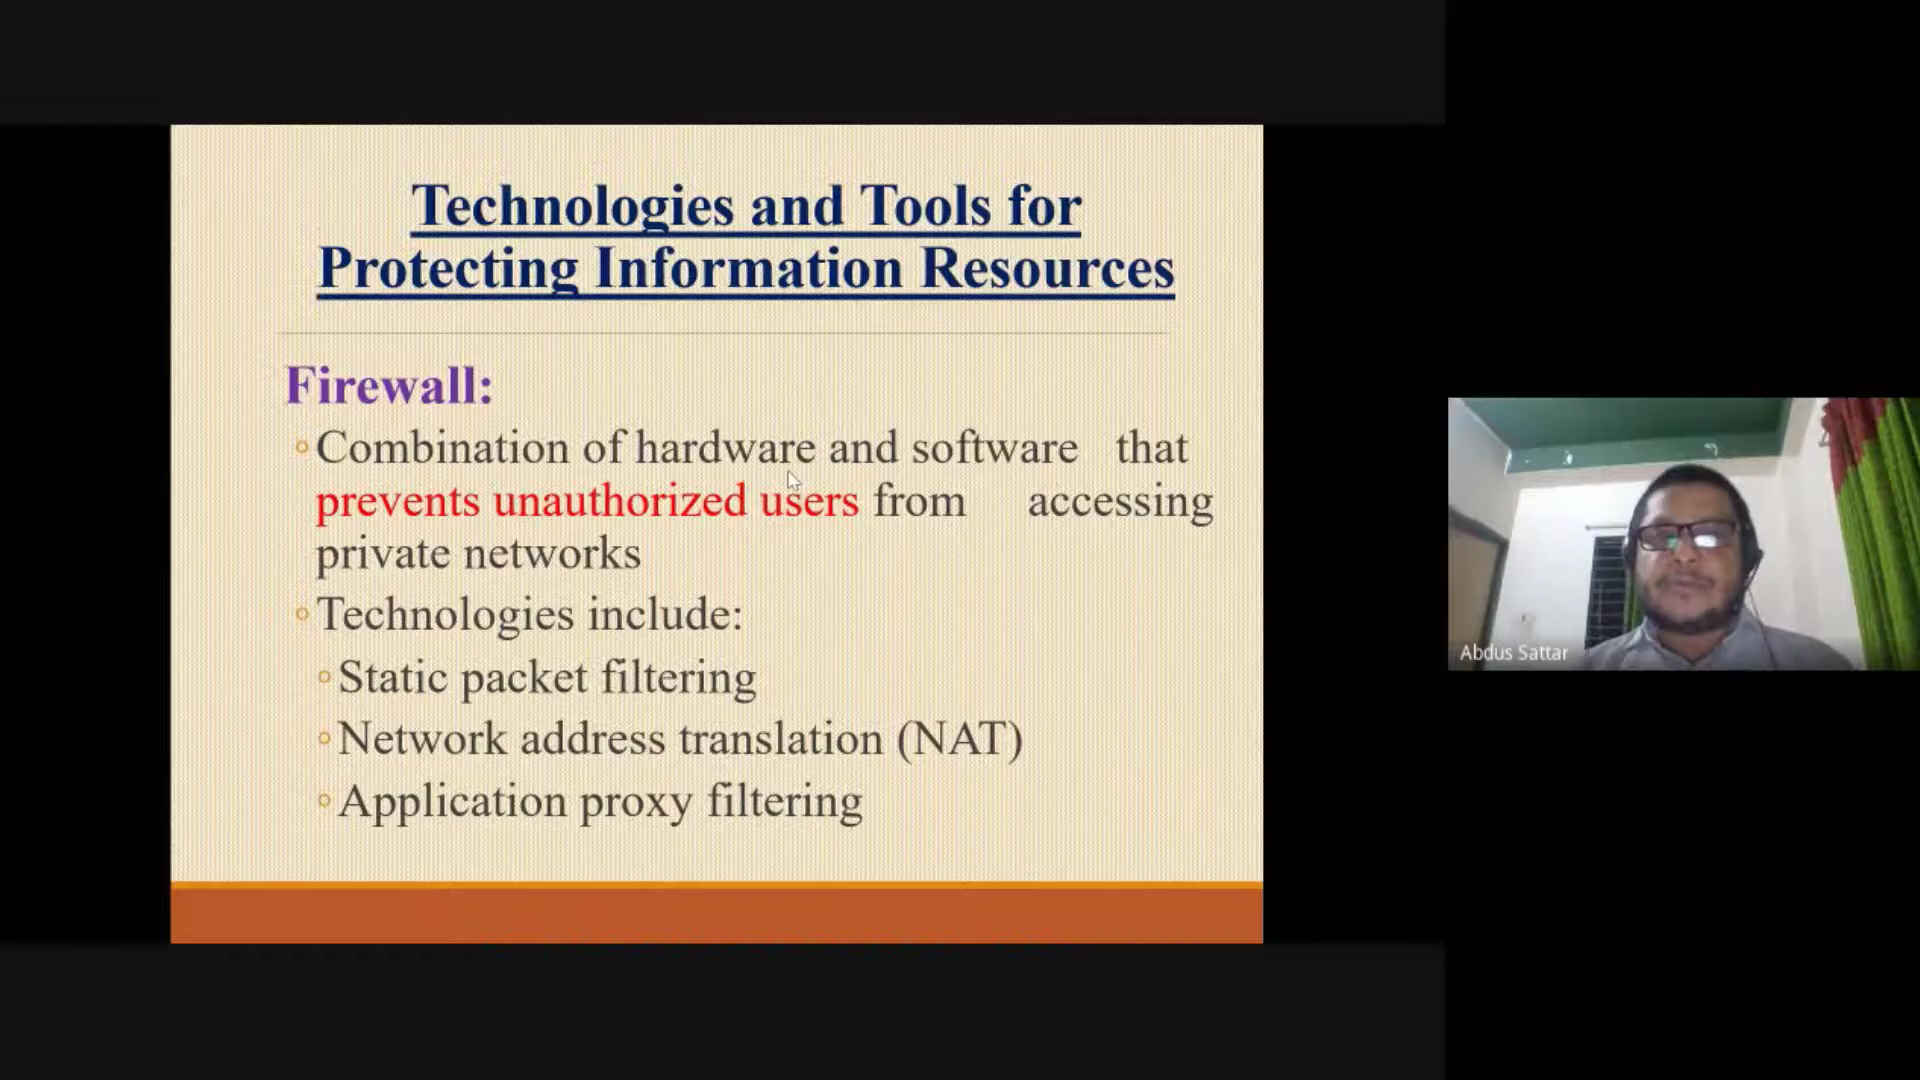 Technologies and Tools for
Protecting Information Resources
Firewall:
Combination of hardware and software that
prevents unauthorized users from accessing
private networks
Technologies include:
Static packet filtering
Network address translation (NAT)
Application proxy filtering
Abdus Sattar